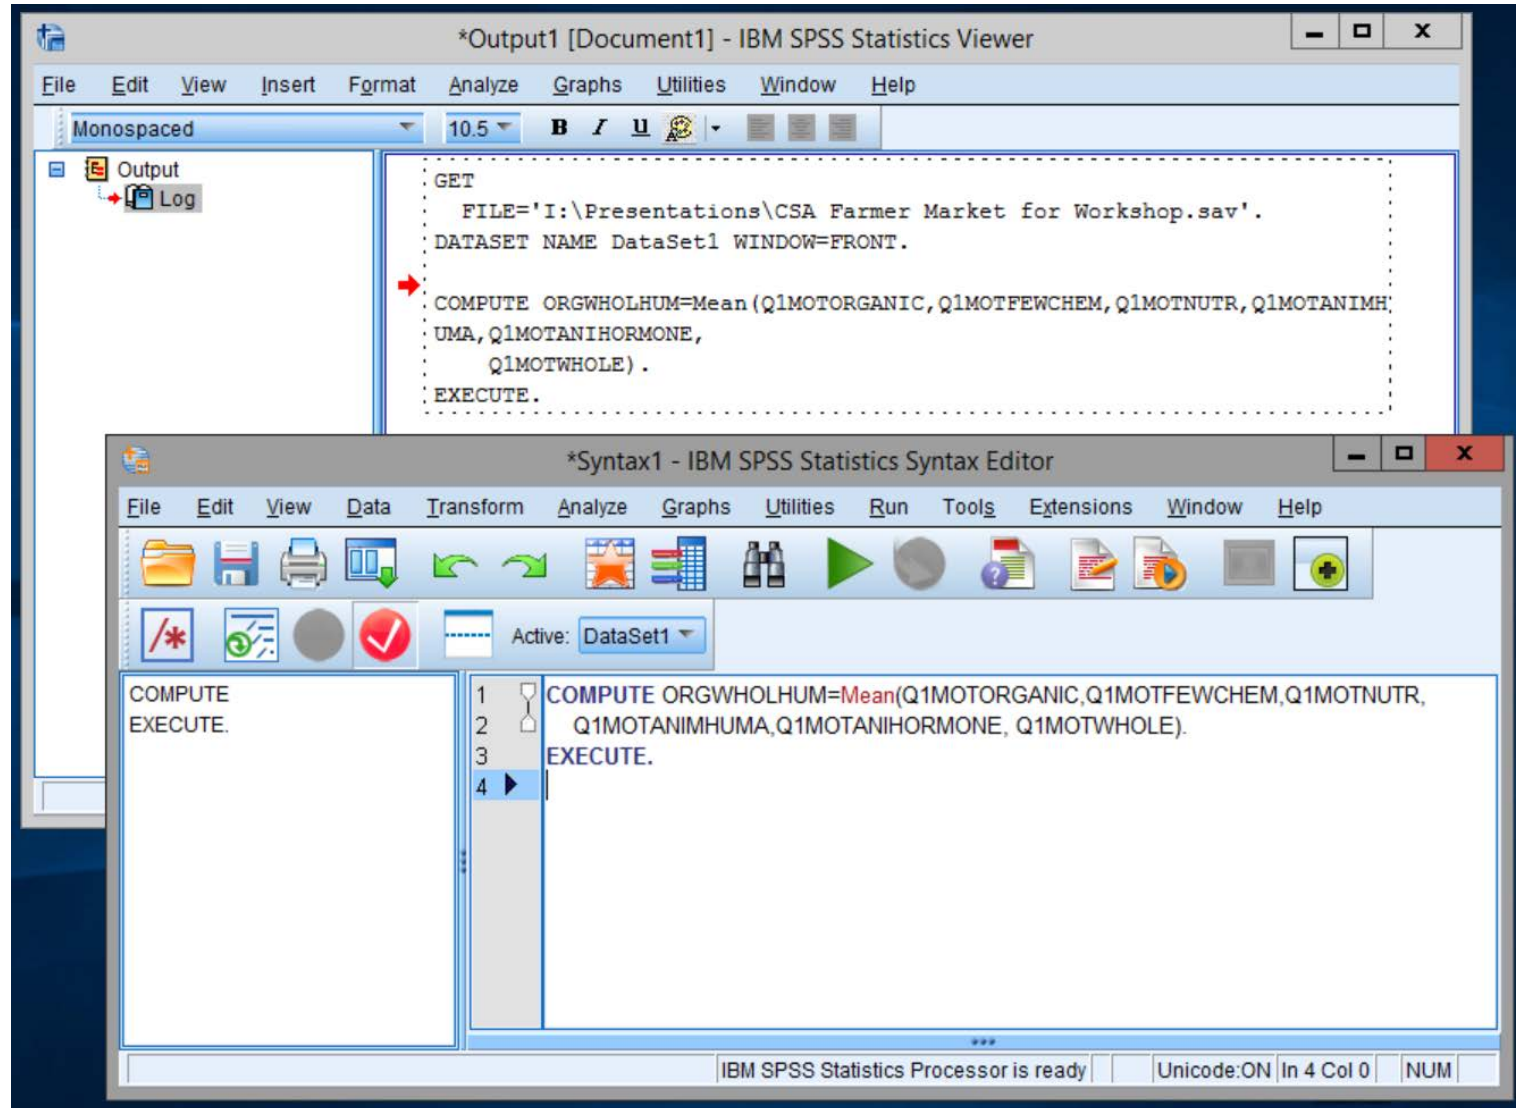 *Output1 [Document1] - IBM SPSS Statistics Viewer
File Edit View Insert Format Analyze Graphs Utilities Window Help
Monospaced 10.5 B I u
Output
Log
GET
FILE='I:\Presentations\CSA Farmer Market for Workshop.sav'.
DATASET NAME DataSet1 WINDOW=FRONT.
COMPUTE ORGWHOLHUM=Mean(Q1MOTORGANIC,Q1MOTFEWCHEM,Q1MOTNUTR,Q1MOTANIMH
UMA,Q1MOTANIHORMONE,
Q1MOTWHOLE).
EXECUTE.
*Syntax1 - IBM SPSS Statistics Syntax Editor
File Edit View Data Transform Analyze Graphs Utilities Run Tools Extensions Window Help
/* Active: DataSet1
COMPUTE
EXECUTE.
1 COMPUTE ORGWHOLHUM=Mean(Q1MOTORGANIC,Q1MOTFEWCHEM,Q1MOTNUTR,
2 Q1MOTANIMHUMA,Q1MOTANIHORMONE, Q1MOTWHOLE).
3 EXECUTE.
4
IBM SPSS Statistics Processor is ready Unicode:ON In 4 Col 0 NUM